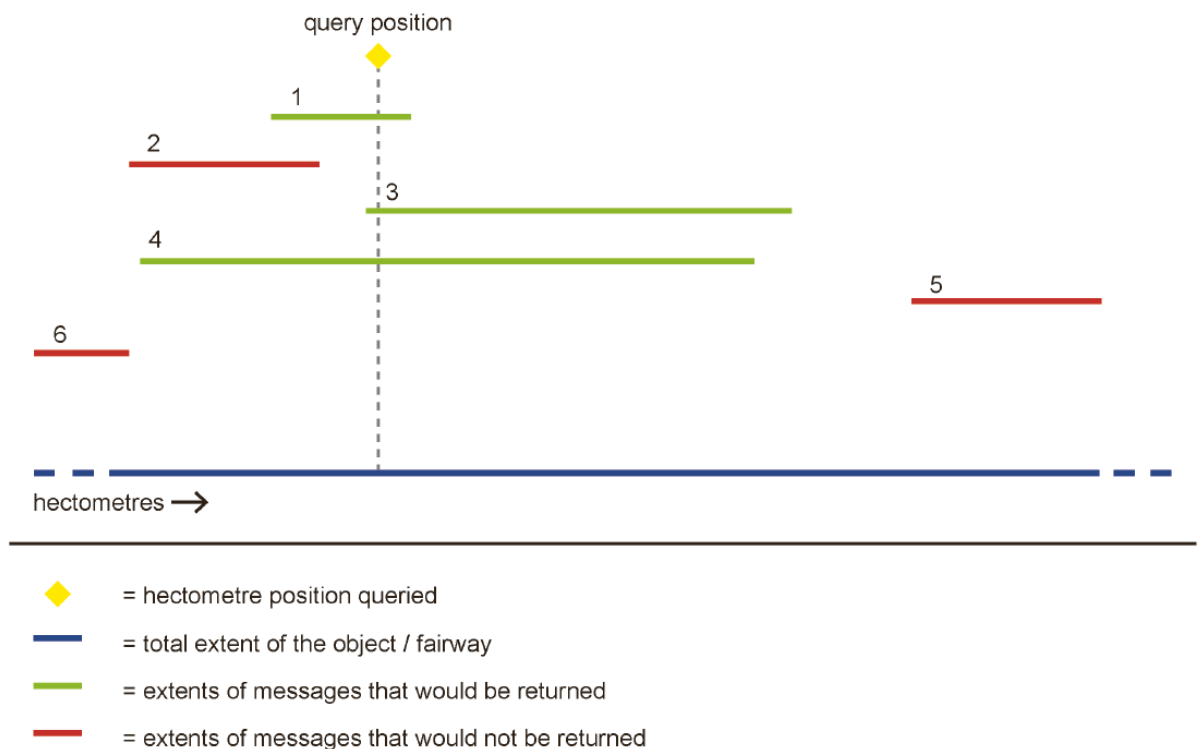 query position
1
2
3
4
5
6
hectometres
= hectometre position queried
= total extent of the object / fairway
= extents of messages that would be returned
= extents of messages that would not be returned